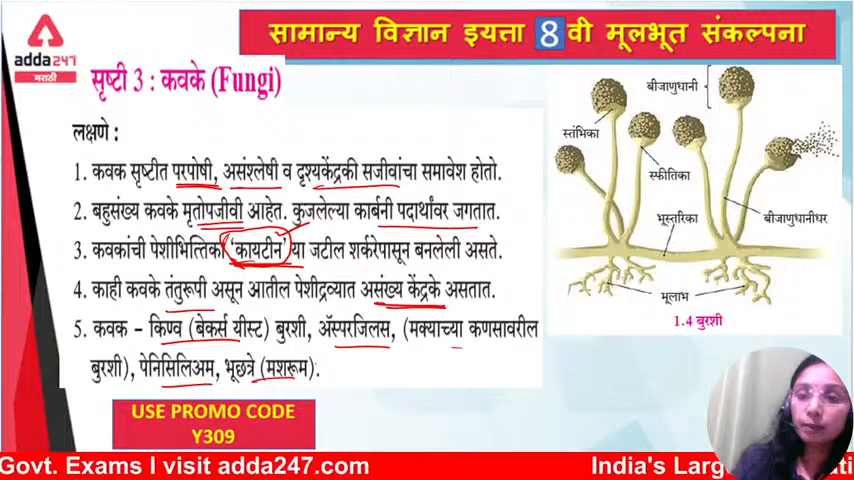 सामान्य विज्ञान इयत्ता 8 वी मूलभूत संकल्पना
adda247
मराठी
सृष्टी 3 : कवके (Fungi)
लक्षणे :
1. कवक सृष्टीत परपोषी, असंश्लेषी व दृश्यकेंद्रकी सजीवांचा समावेश होतो.
2. बहुसंख्य कवके मृतोपजीवी आहेत. कुजलेल्या कार्बनी पदार्थांवर जगतात.
3. कवकांची पेशीभित्तिका 'कायटीन' या जटील शर्करेपासून बनलेली असते.
4. काही कवके तंतुरूपी असून आतील पेशीद्रव्यात असंख्य केंद्रके असतात.
5. कवक – किण्व (बेकर्स यीस्ट) बुरशी, ॲस्परजिलस, (मक्याच्या कणसावरील
बुरशी), पेनिसिलिअम, भूछत्रे (मशरूम).
बीजाणुधानी
स्तंभिका
स्फीतिका
भूस्तरिका
बीजाणुधानीधर
मूलाभ
1.4 बुरशी
USE PROMO CODE
Y309
Govt. Exams I visit adda247.com
India's Larg